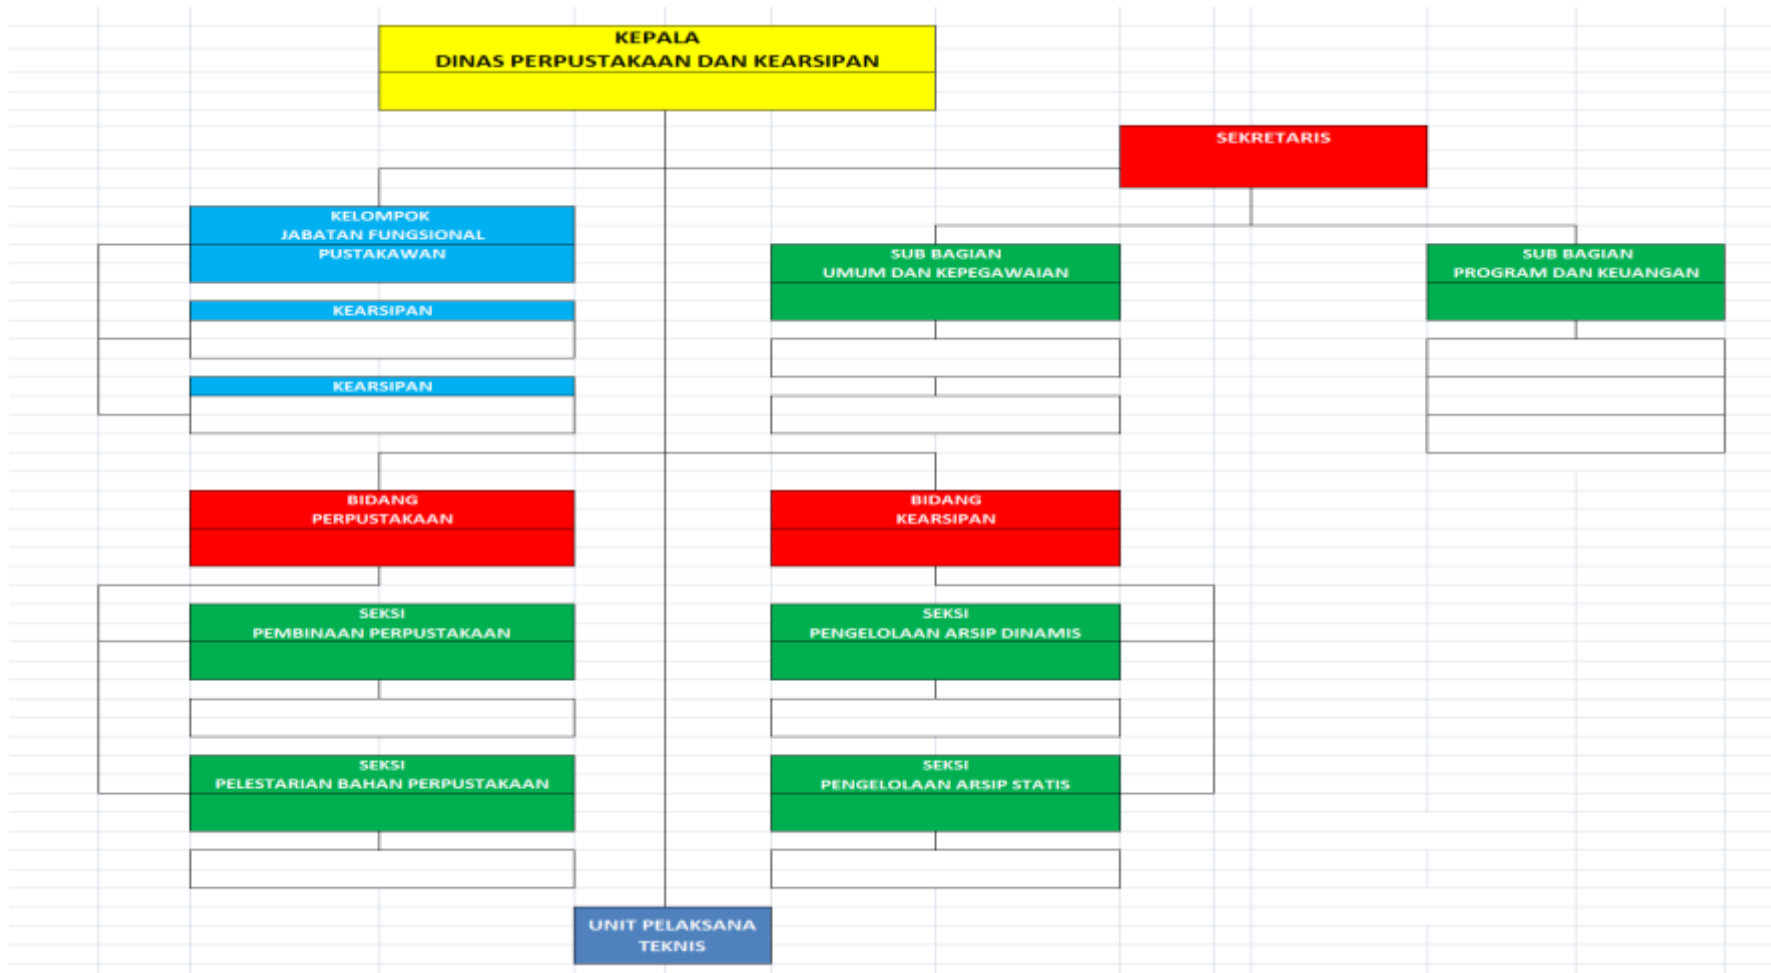 KEPALA
DINAS PERPUSTAKAAN DAN KEARSIPAN
SEKRETARIS
KELOMPOK
JABATAN FUNGSIONAL
PUSTAKAWAN
KEARSIPAN
KEARSIPAN
SUB BAGIAN
UMUM DAN KEPEGAWAIAN
SUB BAGIAN
PROGRAM DAN KEUANGAN
BIDANG
PERPUSTAKAAN
BIDANG
KEARSIPAN
SEKSI
PEMBINAAN PERPUSTAKAAN
SEKSI
PENGELOLAAN ARSIP DINAMIS
SEKSI
PELESTARIAN BAHAN PERPUSTAKAAN
SEKSI
PENGELOLAAN ARSIP STATIS
UNIT PELAKSANA
TEKNIS